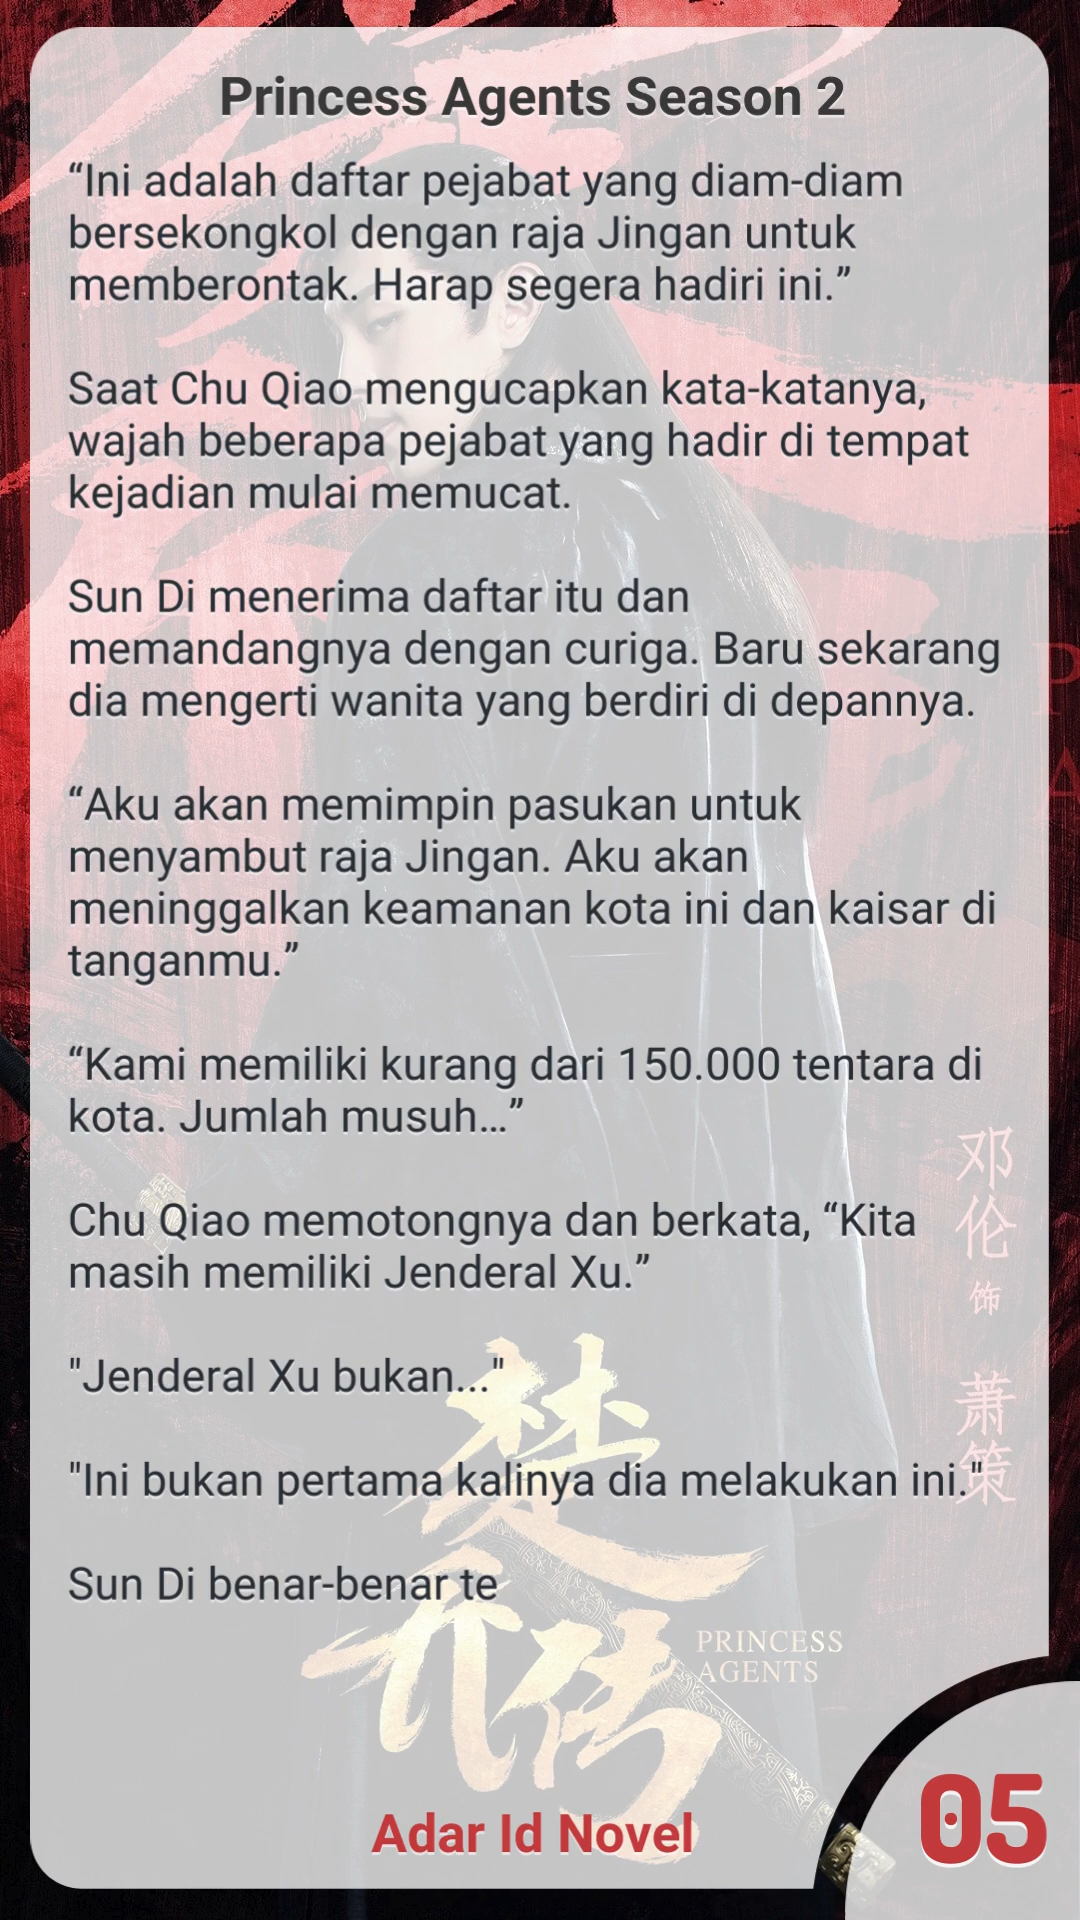 Princess Agents Season 2
“Ini adalah daftar pejabat yang diam-diam
bersekongkol dengan raja Jingan untuk
memberontak. Harap segera hadiri ini.”
Saat Chu Qiao mengucapkan kata-katanya,
wajah beberapa pejabat yang hadir di tempat
kejadian mulai memucat.
Sun Di menerima daftar itu dan
memandangnya dengan curiga. Baru sekarang
dia mengerti wanita yang berdiri di depannya.
“Aku akan memimpin pasukan untuk
menyambut raja Jingan. Aku akan
meninggalkan keamanan kota ini dan kaisar di
tanganmu.”
“Kami memiliki kurang dari 150.000 tentara di
kota. Jumlah musuh…”
Chu Qiao memotongnya dan berkata, “Kita
masih memiliki Jenderal Xu.”
"Jenderal Xu bukan..."
"Ini bukan pertama kalinya dia melakukan ini."
Sun Di benar-benar te
邓伦
饰
萧策
楚乔传
PRINCESS
AGENTS
Adar Id Novel
05